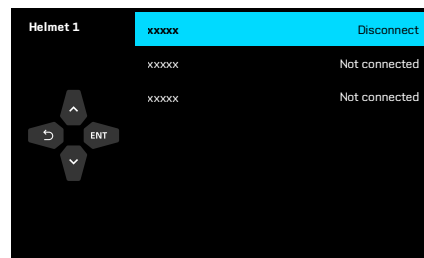 Helmet 1
xxxxx Disconnect
xxxxx Not connected
xxxxx Not connected
ENT